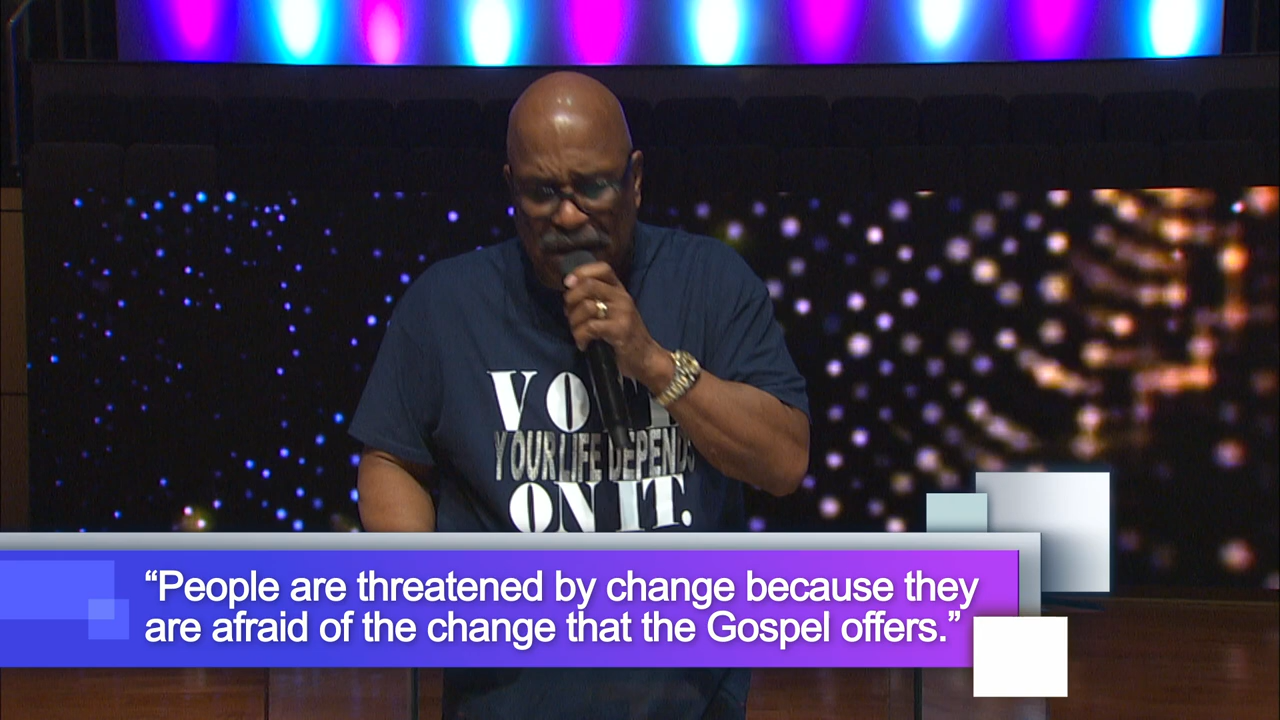 YOUR LIFE DEPENDS
ON IT.
“People are threatened by change because they
are afraid of the change that the Gospel offers.”